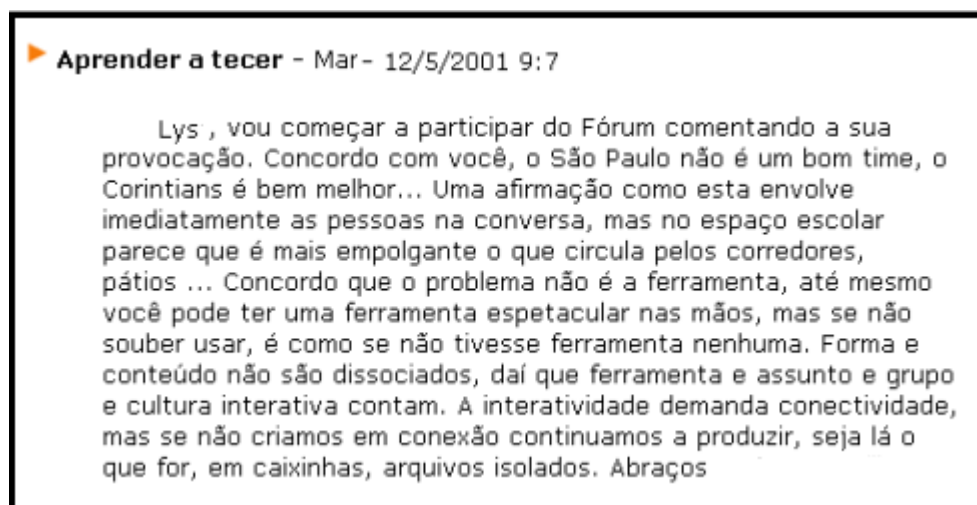 Aprender a tecer - Mar- 12/5/2001 9:7
Lys , vou começar a participar do Fórum comentando a sua
provocação. Concordo com você, o São Paulo não é um bom time, o
Corintians é bem melhor... Uma afirmação como esta envolve
imediatamente as pessoas na conversa, mas no espaço escolar
parece que é mais empolgante o que circula pelos corredores,
pátios ... Concordo que o problema não é a ferramenta, até mesmo
você pode ter uma ferramenta espetacular nas mãos, mas se não
souber usar, é como se não tivesse ferramenta nenhuma. Forma e
conteúdo não são dissociados, daí que ferramenta e assunto e grupo
e cultura interativa contam. A interatividade demanda conectividade,
mas se não criamos em conexão continuamos a produzir, seja lá o
que for, em caixinhas, arquivos isolados. Abraços